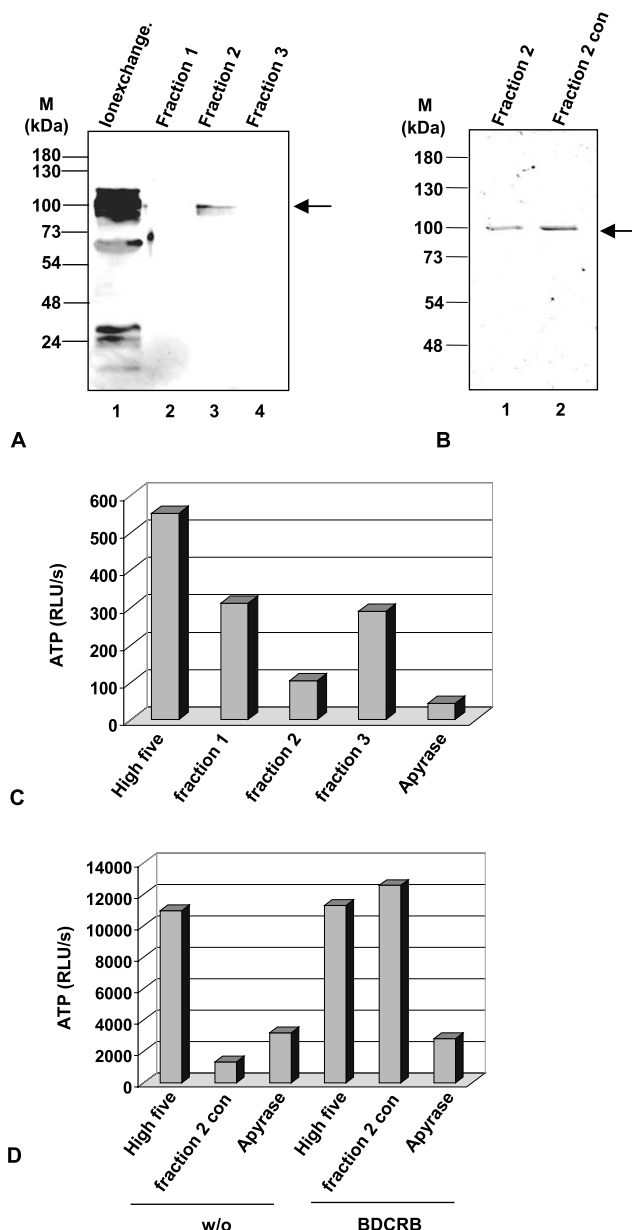 Ionexchange.
Fraction 1
Fraction 2
Fraction 3
M
(kDa)
180
130
100
73
54
48
24
1 2 3 4
A
Fraction 2
Fraction 2 con
M
(kDa)
180
130
100
73
54
48
1 2
B
ATP (RLU/s)
600
500
400
300
200
100
0
High five
fraction 1
fraction 2
fraction 3
Apyrase
C
ATP (RLU/s)
14000
12000
10000
8000
6000
4000
2000
0
High five
fraction 2 con
Apyrase
High five
fraction 2 con
Apyrase
D
w/o
BDCRB